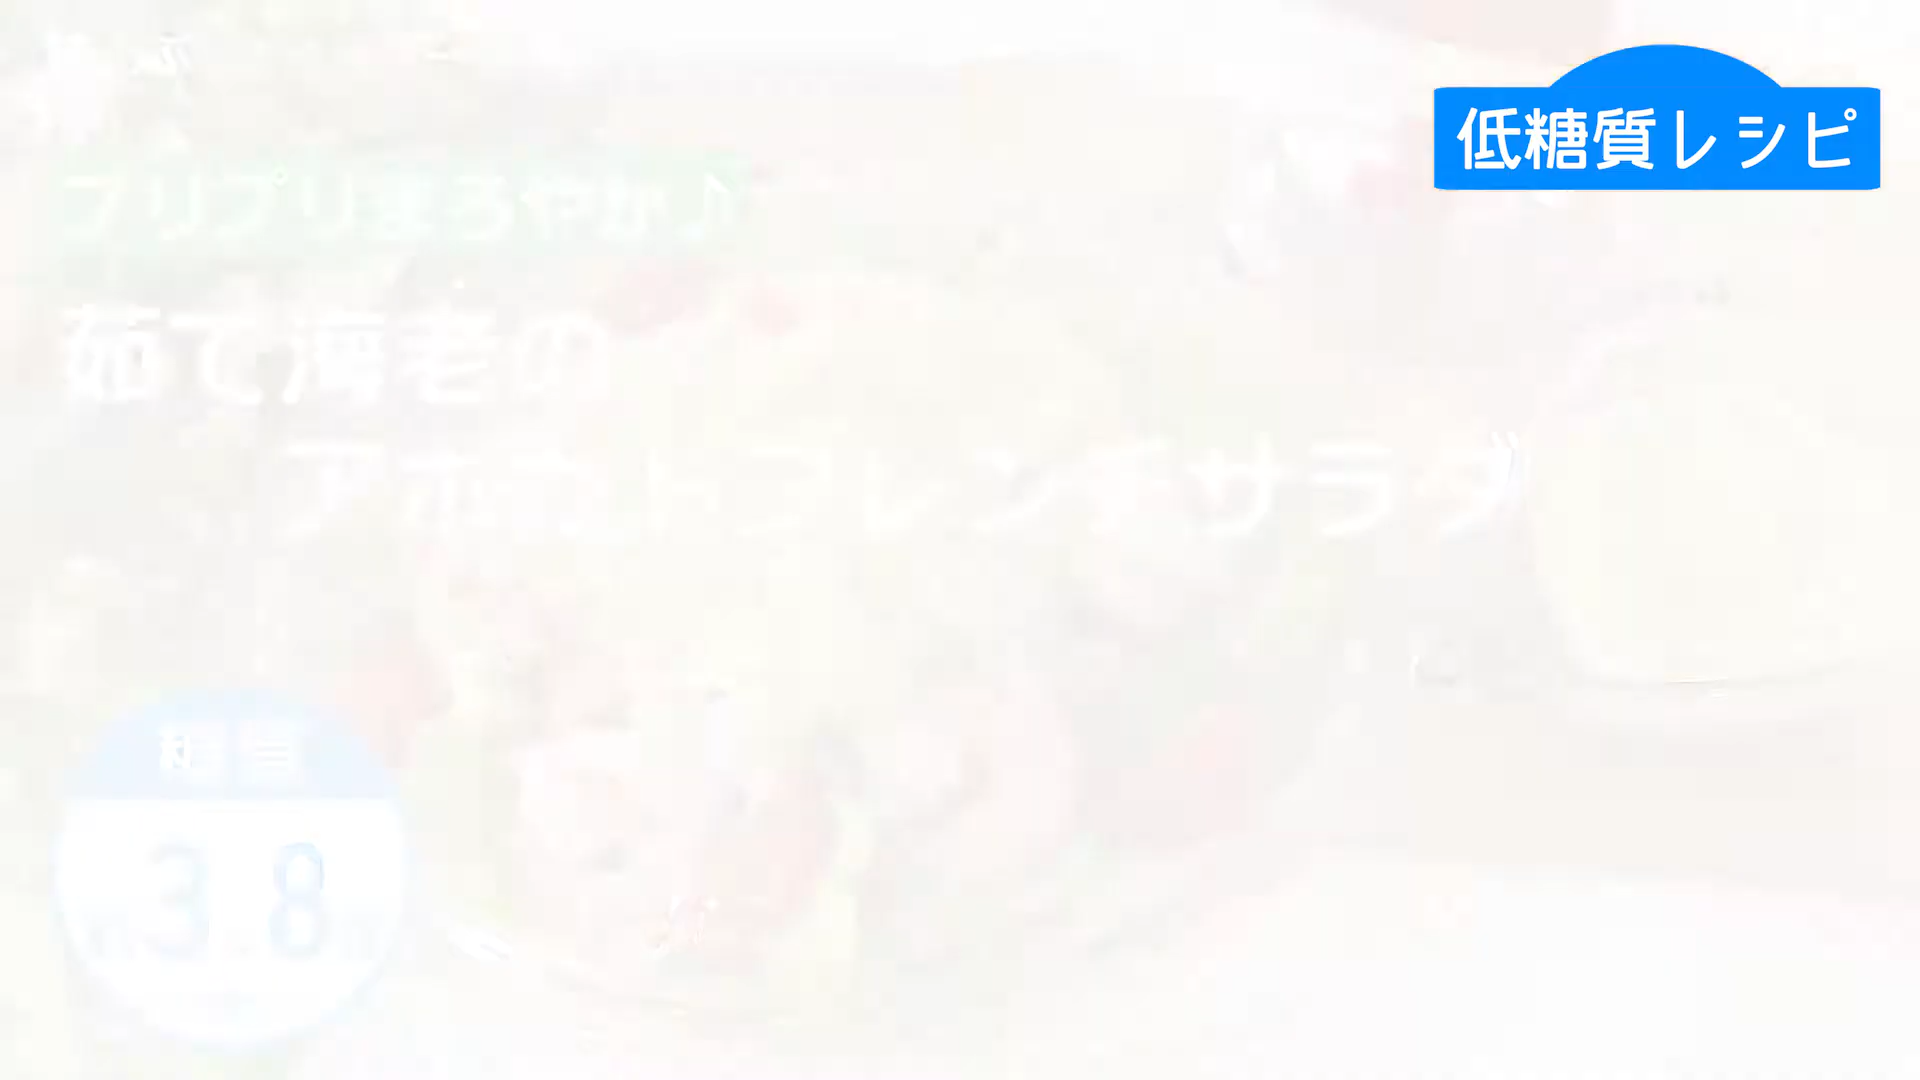 低糖質レシピ
プリプリまろやか♪
茹で海老の
アボカドフレンチサラダ
糖質
3.8